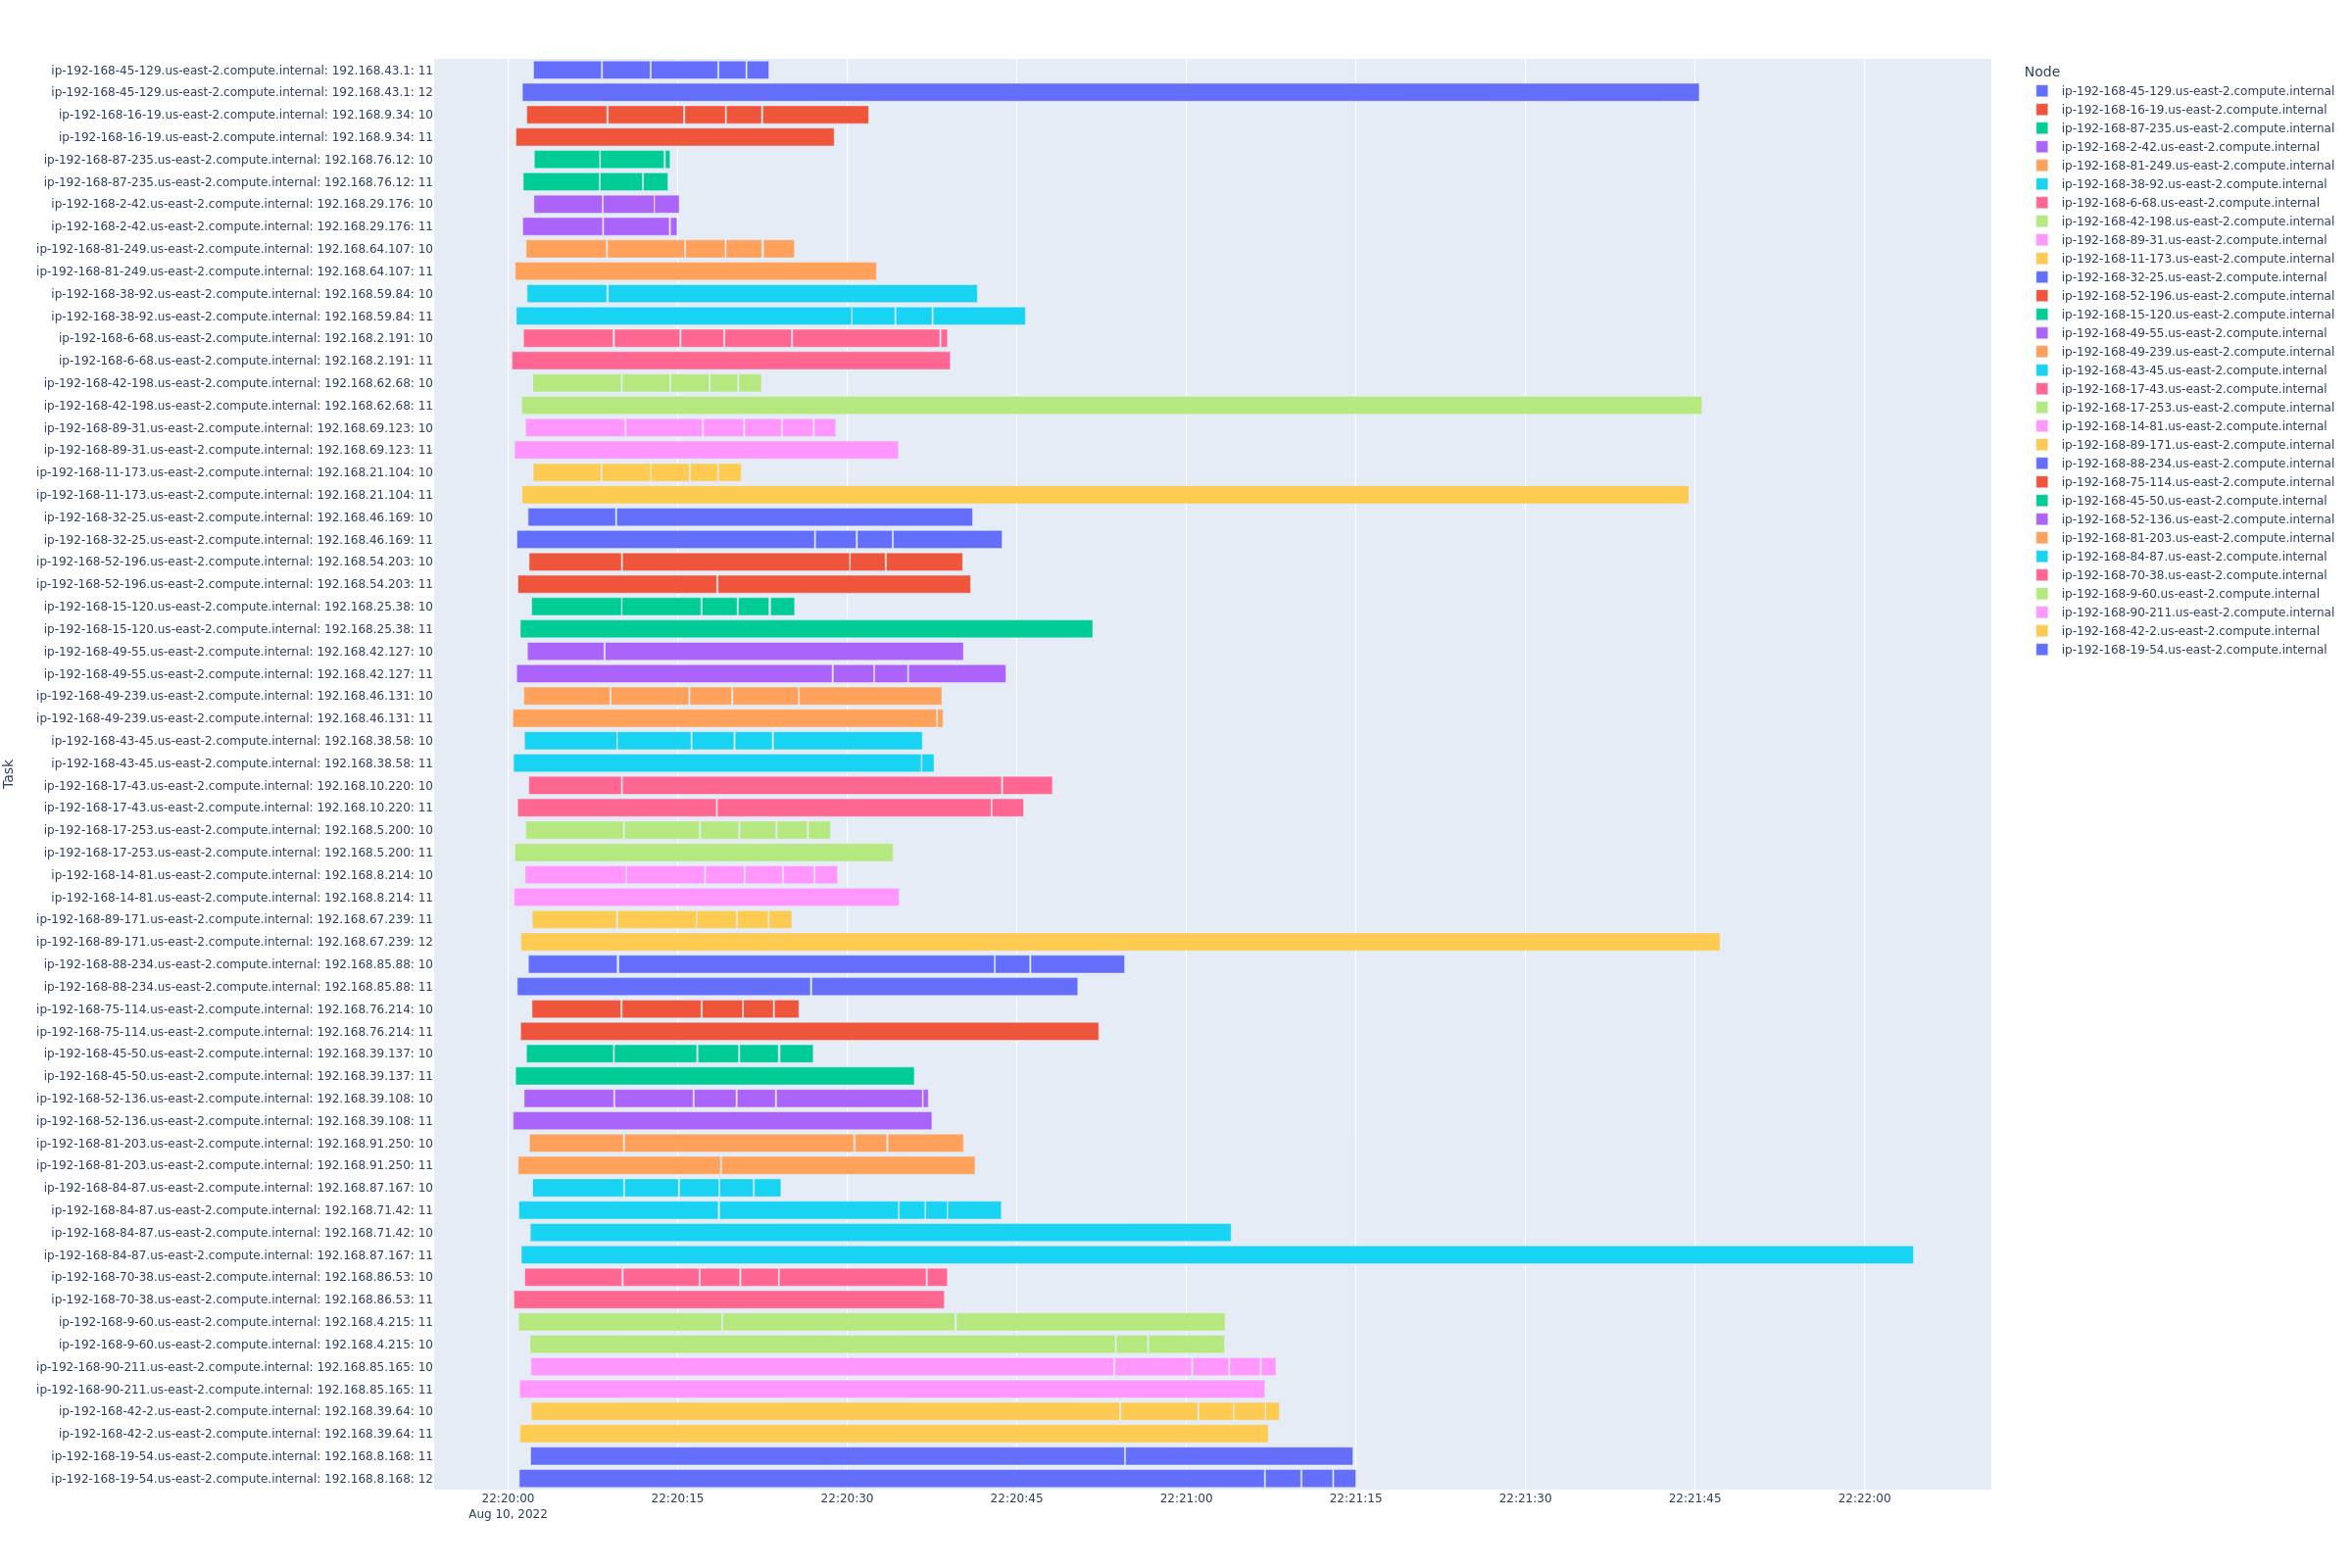 ip-192-168-45-129.us-east-2.compute.internal: 192.168.43.1: 11
ip-192-168-45-129.us-east-2.compute.internal: 192.168.43.1: 12
ip-192-168-16-19.us-east-2.compute.internal: 192.168.9.34: 10
ip-192-168-16-19.us-east-2.compute.internal: 192.168.9.34: 11
ip-192-168-87-235.us-east-2.compute.internal: 192.168.76.12: 10
ip-192-168-87-235.us-east-2.compute.internal: 192.168.76.12: 11
ip-192-168-2-42.us-east-2.compute.internal: 192.168.29.176: 10
ip-192-168-2-42.us-east-2.compute.internal: 192.168.29.176: 11
ip-192-168-81-249.us-east-2.compute.internal: 192.168.64.107: 10
ip-192-168-81-249.us-east-2.compute.internal: 192.168.64.107: 11
ip-192-168-38-92.us-east-2.compute.internal: 192.168.59.84: 10
ip-192-168-38-92.us-east-2.compute.internal: 192.168.59.84: 11
ip-192-168-6-68.us-east-2.compute.internal: 192.168.2.191: 10
ip-192-168-6-68.us-east-2.compute.internal: 192.168.2.191: 11
ip-192-168-42-198.us-east-2.compute.internal: 192.168.62.68: 10
ip-192-168-42-198.us-east-2.compute.internal: 192.168.62.68: 11
ip-192-168-89-31.us-east-2.compute.internal: 192.168.69.123: 10
ip-192-168-89-31.us-east-2.compute.internal: 192.168.69.123: 11
ip-192-168-11-173.us-east-2.compute.internal: 192.168.21.104: 10
ip-192-168-11-173.us-east-2.compute.internal: 192.168.21.104: 11
ip-192-168-32-25.us-east-2.compute.internal: 192.168.46.169: 10
ip-192-168-32-25.us-east-2.compute.internal: 192.168.46.169: 11
ip-192-168-52-196.us-east-2.compute.internal: 192.168.54.203: 10
ip-192-168-52-196.us-east-2.compute.internal: 192.168.54.203: 11
ip-192-168-15-120.us-east-2.compute.internal: 192.168.25.38: 10
ip-192-168-15-120.us-east-2.compute.internal: 192.168.25.38: 11
ip-192-168-49-55.us-east-2.compute.internal: 192.168.42.127: 10
ip-192-168-49-55.us-east-2.compute.internal: 192.168.42.127: 11
ip-192-168-49-239.us-east-2.compute.internal: 192.168.46.131: 10
ip-192-168-49-239.us-east-2.compute.internal: 192.168.46.131: 11
ip-192-168-43-45.us-east-2.compute.internal: 192.168.38.58: 10
ip-192-168-43-45.us-east-2.compute.internal: 192.168.38.58: 11
ip-192-168-17-43.us-east-2.compute.internal: 192.168.10.220: 10
ip-192-168-17-43.us-east-2.compute.internal: 192.168.10.220: 11
ip-192-168-17-253.us-east-2.compute.internal: 192.168.5.200: 10
ip-192-168-17-253.us-east-2.compute.internal: 192.168.5.200: 11
ip-192-168-14-81.us-east-2.compute.internal: 192.168.8.214: 10
ip-192-168-14-81.us-east-2.compute.internal: 192.168.8.214: 11
ip-192-168-89-171.us-east-2.compute.internal: 192.168.67.239: 11
ip-192-168-89-171.us-east-2.compute.internal: 192.168.67.239: 12
ip-192-168-88-234.us-east-2.compute.internal: 192.168.85.88: 10
ip-192-168-88-234.us-east-2.compute.internal: 192.168.85.88: 11
ip-192-168-75-114.us-east-2.compute.internal: 192.168.76.214: 10
ip-192-168-75-114.us-east-2.compute.internal: 192.168.76.214: 11
ip-192-168-45-50.us-east-2.compute.internal: 192.168.39.137: 10
ip-192-168-45-50.us-east-2.compute.internal: 192.168.39.137: 11
ip-192-168-52-136.us-east-2.compute.internal: 192.168.39.108: 10
ip-192-168-52-136.us-east-2.compute.internal: 192.168.39.108: 11
ip-192-168-81-203.us-east-2.compute.internal: 192.168.91.250: 10
ip-192-168-81-203.us-east-2.compute.internal: 192.168.91.250: 11
ip-192-168-84-87.us-east-2.compute.internal: 192.168.87.167: 10
ip-192-168-84-87.us-east-2.compute.internal: 192.168.71.42: 11
ip-192-168-84-87.us-east-2.compute.internal: 192.168.71.42: 10
ip-192-168-84-87.us-east-2.compute.internal: 192.168.87.167: 11
ip-192-168-70-38.us-east-2.compute.internal: 192.168.86.53: 10
ip-192-168-70-38.us-east-2.compute.internal: 192.168.86.53: 11
ip-192-168-9-60.us-east-2.compute.internal: 192.168.4.215: 11
ip-192-168-9-60.us-east-2.compute.internal: 192.168.4.215: 10
ip-192-168-90-211.us-east-2.compute.internal: 192.168.85.165: 10
ip-192-168-90-211.us-east-2.compute.internal: 192.168.85.165: 11
ip-192-168-42-2.us-east-2.compute.internal: 192.168.39.64: 10
ip-192-168-42-2.us-east-2.compute.internal: 192.168.39.64: 11
ip-192-168-19-54.us-east-2.compute.internal: 192.168.8.168: 11
ip-192-168-19-54.us-east-2.compute.internal: 192.168.8.168: 12
Task
22:20:00
Aug 10, 2022
22:20:15
22:20:30
22:20:45
22:21:00
22:21:15
22:21:30
22:21:45
22:22:00
Node
ip-192-168-45-129.us-east-2.compute.internal
ip-192-168-16-19.us-east-2.compute.internal
ip-192-168-87-235.us-east-2.compute.internal
ip-192-168-2-42.us-east-2.compute.internal
ip-192-168-81-249.us-east-2.compute.internal
ip-192-168-38-92.us-east-2.compute.internal
ip-192-168-6-68.us-east-2.compute.internal
ip-192-168-42-198.us-east-2.compute.internal
ip-192-168-89-31.us-east-2.compute.internal
ip-192-168-11-173.us-east-2.compute.internal
ip-192-168-32-25.us-east-2.compute.internal
ip-192-168-52-196.us-east-2.compute.internal
ip-192-168-15-120.us-east-2.compute.internal
ip-192-168-49-55.us-east-2.compute.internal
ip-192-168-49-239.us-east-2.compute.internal
ip-192-168-43-45.us-east-2.compute.internal
ip-192-168-17-43.us-east-2.compute.internal
ip-192-168-17-253.us-east-2.compute.internal
ip-192-168-14-81.us-east-2.compute.internal
ip-192-168-89-171.us-east-2.compute.internal
ip-192-168-88-234.us-east-2.compute.internal
ip-192-168-75-114.us-east-2.compute.internal
ip-192-168-45-50.us-east-2.compute.internal
ip-192-168-52-136.us-east-2.compute.internal
ip-192-168-81-203.us-east-2.compute.internal
ip-192-168-84-87.us-east-2.compute.internal
ip-192-168-70-38.us-east-2.compute.internal
ip-192-168-9-60.us-east-2.compute.internal
ip-192-168-90-211.us-east-2.compute.internal
ip-192-168-42-2.us-east-2.compute.internal
ip-192-168-19-54.us-east-2.compute.internal